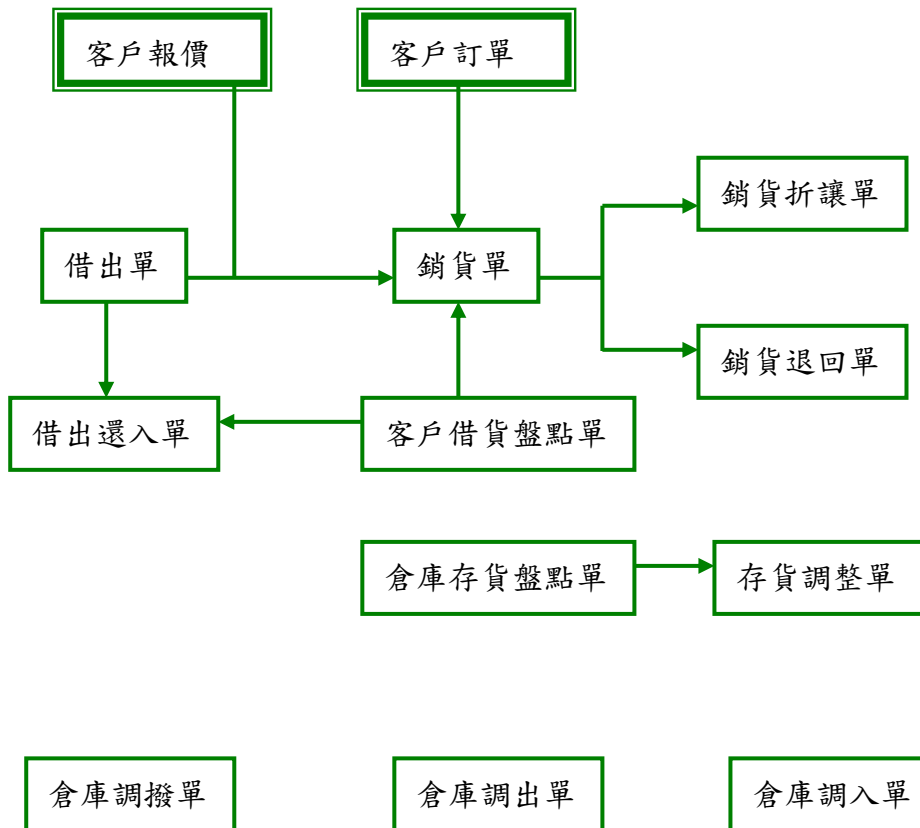 客戶報價
客戶訂單
銷貨折讓單
借出單
銷貨單
銷貨退回單
借出還入單
客戶借貨盤點單
倉庫存貨盤點單
存貨調整單
倉庫調撥單
倉庫調出單
倉庫調入單